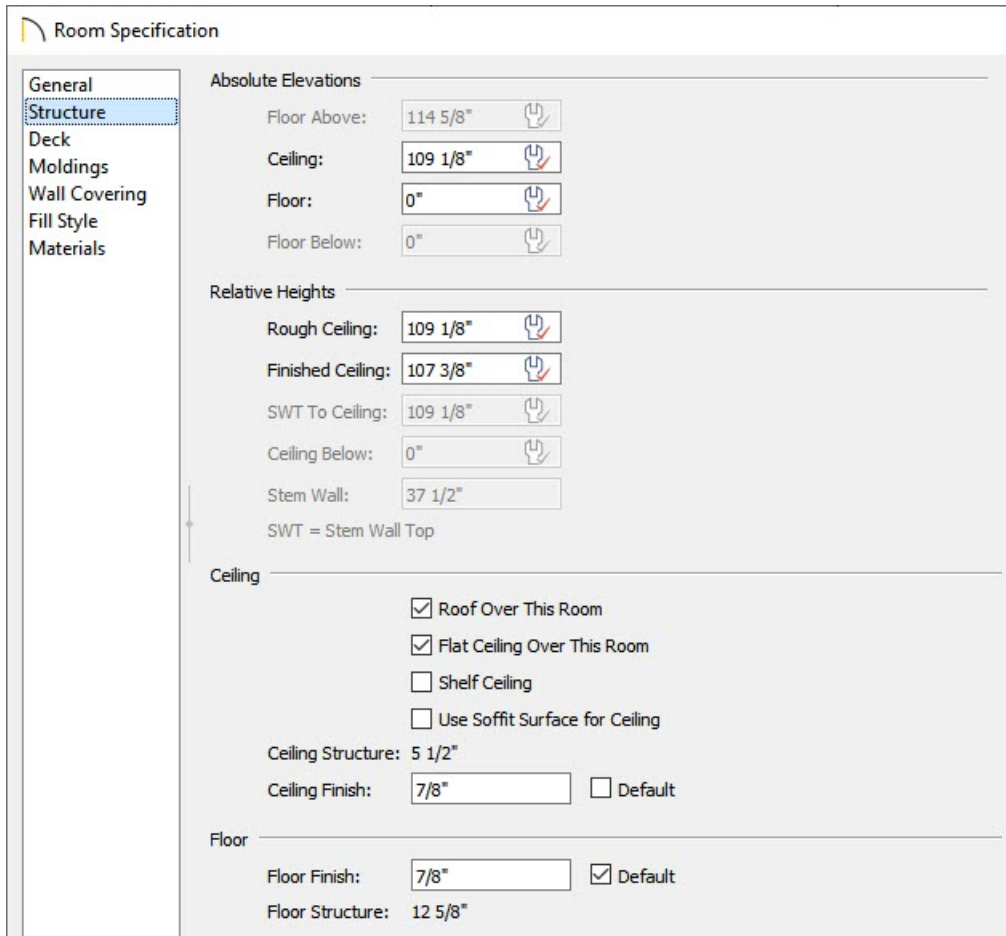 Room Specification
General
Structure
Deck
Moldings
Wall Covering
Fill Style
Materials
Absolute Elevations
Floor Above: 114 5/8"
Ceiling: 109 1/8"
Floor: 0"
Floor Below: 0"
Relative Heights
Rough Ceiling: 109 1/8"
Finished Ceiling: 107 3/8"
SWT To Ceiling: 109 1/8"
Ceiling Below: 0"
Stem Wall: 37 1/2"
SWT = Stem Wall Top
Ceiling
Roof Over This Room
Flat Ceiling Over This Room
Shelf Ceiling
Use Soffit Surface for Ceiling
Ceiling Structure: 5 1/2"
Ceiling Finish: 7/8" Default
Floor
Floor Finish: 7/8" Default
Floor Structure: 12 5/8"